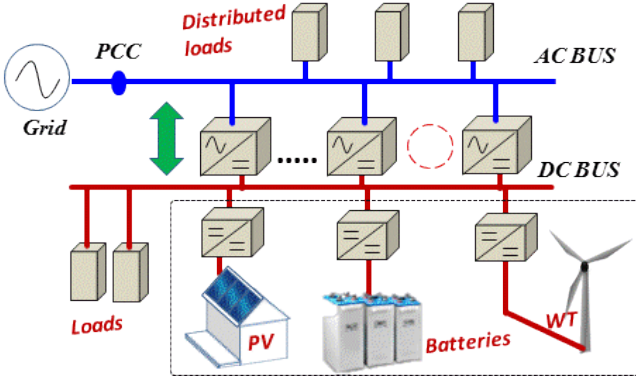 Distributed
loads
PCC
AC BUS
Grid
.....
DC BUS
Loads
PV
Batteries
WT